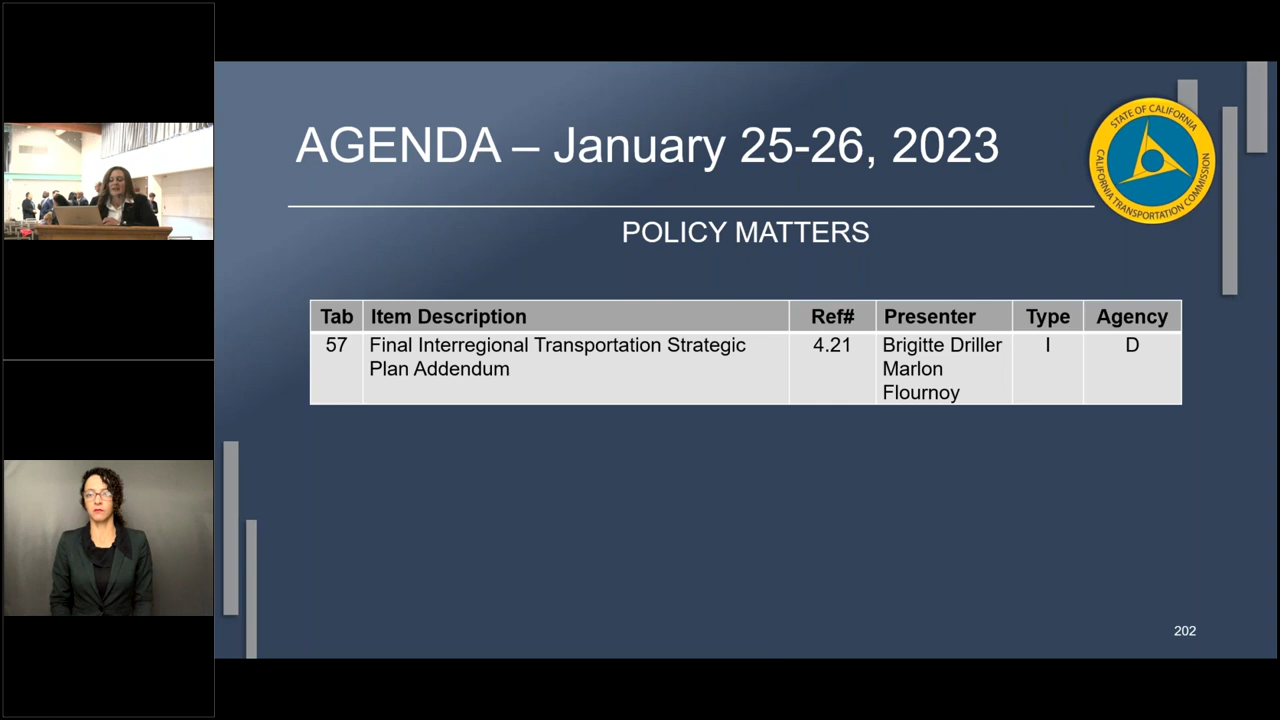 AGENDA – January 25-26, 2023
STATE OF CALIFORNIA
CALIFORNIA TRANSPORTATION COMMISSION
POLICY MATTERS
Tab Item Description Ref# Presenter Type Agency
57 Final Interregional Transportation Strategic 4.21 Brigitte Driller I D
Plan Addendum Marlon
Flournoy
202